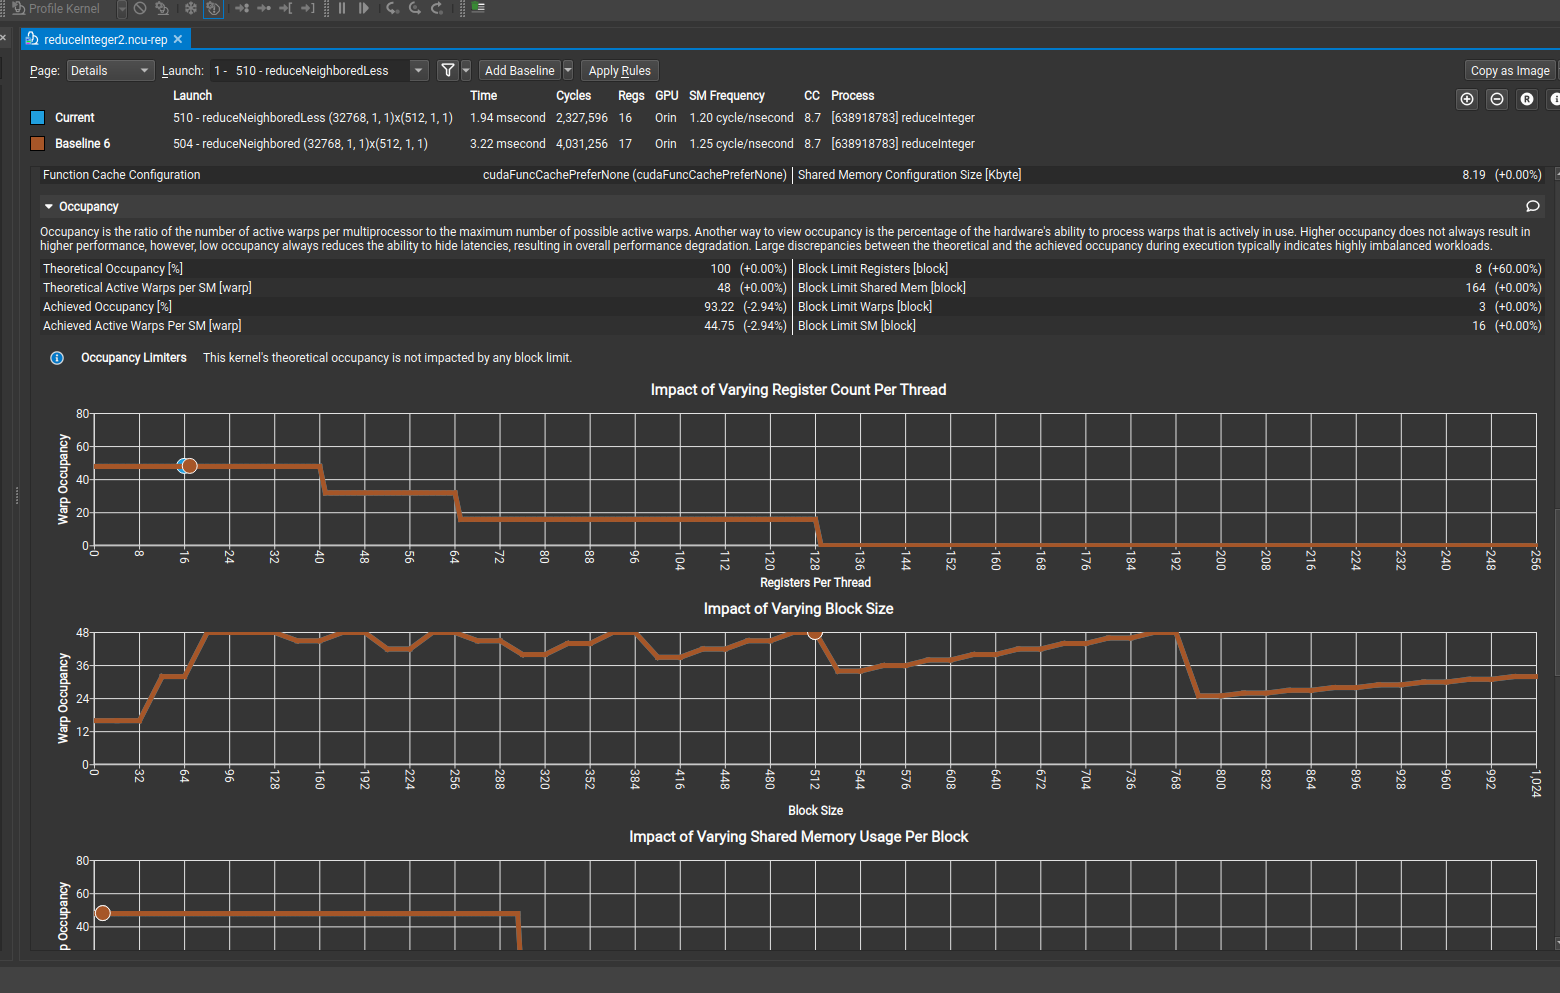 Profile Kernel
reduceInteger2.ncu-rep
Page: Details Launch: 1 - 510 - reduceNeighboredLess Add Baseline Apply Rules Copy as Image
Launch Time Cycles Regs GPU SM Frequency CC Process
Current 510 - reduceNeighboredLess (32768, 1, 1)x(512, 1, 1) 1.94 msecond 2,327,596 16 Orin 1.20 cycle/nsecond 8.7 [638918783] reduceInteger
Baseline 6 504 - reduceNeighbored (32768, 1, 1)x(512, 1, 1) 3.22 msecond 4,031,256 17 Orin 1.25 cycle/nsecond 8.7 [638918783] reduceInteger
Function Cache Configuration cudaFuncCachePreferNone (cudaFuncCachePreferNone) Shared Memory Configuration Size [Kbyte] 8.19 (+0.00%)
Occupancy
Occupancy is the ratio of the number of active warps per multiprocessor to the maximum number of possible active warps. Another way to view occupancy is the percentage of the hardware's ability to process warps that is actively in use. Higher occupancy does not always result in
higher performance, however, low occupancy always reduces the ability to hide latencies, resulting in overall performance degradation. Large discrepancies between the theoretical and the achieved occupancy during execution typically indicates highly imbalanced workloads.
Theoretical Occupancy [%] 100 (+0.00%) Block Limit Registers [block] 8 (+60.00%)
Theoretical Active Warps per SM [warp] 48 (+0.00%) Block Limit Shared Mem [block] 164 (+0.00%)
Achieved Occupancy [%] 93.22 (-2.94%) Block Limit Warps [block] 3 (+0.00%)
Achieved Active Warps Per SM [warp] 44.75 (-2.94%) Block Limit SM [block] 16 (+0.00%)
Occupancy Limiters This kernel's theoretical occupancy is not impacted by any block limit.
Impact of Varying Register Count Per Thread
Warp Occupancy
80
60
40
20
0
0 8 16 24 32 40 48 56 64 72 80 88 96 104 112 120 128 136 144 152 160 168 176 184 192 200 208 216 224 232 240 248 256
Registers Per Thread
Impact of Varying Block Size
Warp Occupancy
48
36
24
12
0
0 32 64 96 128 160 192 224 256 288 320 352 384 416 448 480 512 544 576 608 640 672 704 736 768 800 832 864 896 928 960 992 1,024
Block Size
Impact of Varying Shared Memory Usage Per Block
p Occupancy
80
60
40